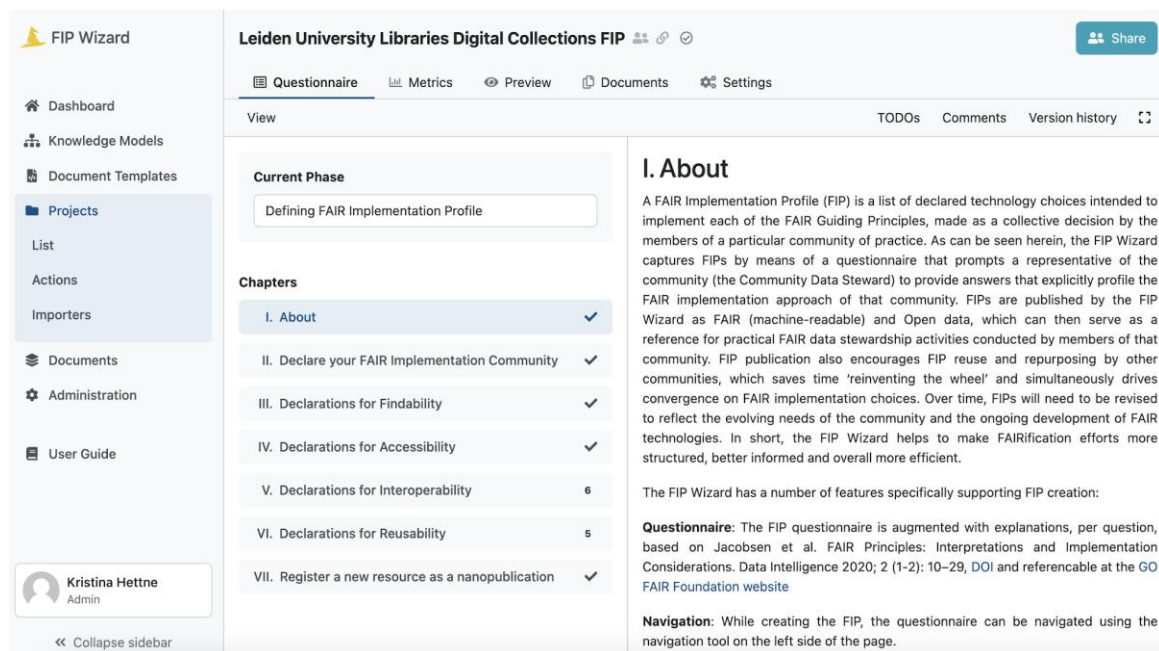 FIP Wizard
Dashboard
Knowledge Models
Document Templates
Projects
List
Actions
Importers
Documents
Administration
User Guide
Kristina Hettne
Admin
Collapse sidebar
Leiden University Libraries Digital Collections FIP
Share
Questionnaire Metrics Preview Documents Settings
View TODOs Comments Version history
Current Phase
Defining FAIR Implementation Profile
Chapters
I. About
II. Declare your FAIR Implementation Community
III. Declarations for Findability
IV. Declarations for Accessibility
V. Declarations for Interoperability 6
VI. Declarations for Reusability 5
VII. Register a new resource as a nanopublication
I. About
A FAIR Implementation Profile (FIP) is a list of declared technology choices intended to
implement each of the FAIR Guiding Principles, made as a collective decision by the
members of a particular community of practice. As can be seen herein, the FIP Wizard
captures FIPs by means of a questionnaire that prompts a representative of the
community (the Community Data Steward) to provide answers that explicitly profile the
FAIR implementation approach of that community. FIPs are published by the FIP
Wizard as FAIR (machine-readable) and Open data, which can then serve as a
reference for practical FAIR data stewardship activities conducted by members of that
community. FIP publication also encourages FIP reuse and repurposing by other
communities, which saves time ‘reinventing the wheel’ and simultaneously drives
convergence on FAIR implementation choices. Over time, FIPs will need to be revised
to reflect the evolving needs of the community and the ongoing development of FAIR
technologies. In short, the FIP Wizard helps to make FAIRification efforts more
structured, better informed and overall more efficient.
The FIP Wizard has a number of features specifically supporting FIP creation:
Questionnaire: The FIP questionnaire is augmented with explanations, per question,
based on Jacobsen et al. FAIR Principles: Interpretations and Implementation
Considerations. Data Intelligence 2020; 2 (1-2): 10–29, DOI and referencable at the GO
FAIR Foundation website
Navigation: While creating the FIP, the questionnaire can be navigated using the
navigation tool on the left side of the page.